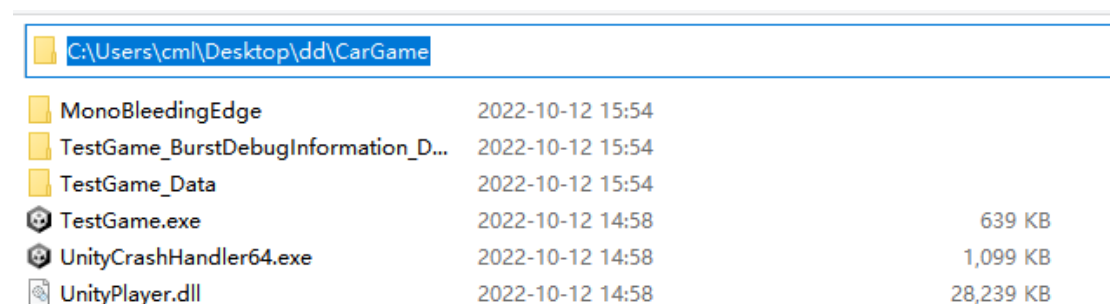 C:\Users\cml\Desktop\dd\CarGame
MonoBleedingEdge 2022-10-12 15:54
TestGame_BurstDebugInformation_D... 2022-10-12 15:54
TestGame_Data 2022-10-12 15:54
TestGame.exe 2022-10-12 14:58 639 KB
UnityCrashHandler64.exe 2022-10-12 14:58 1,099 KB
UnityPlayer.dll 2022-10-12 14:58 28,239 KB